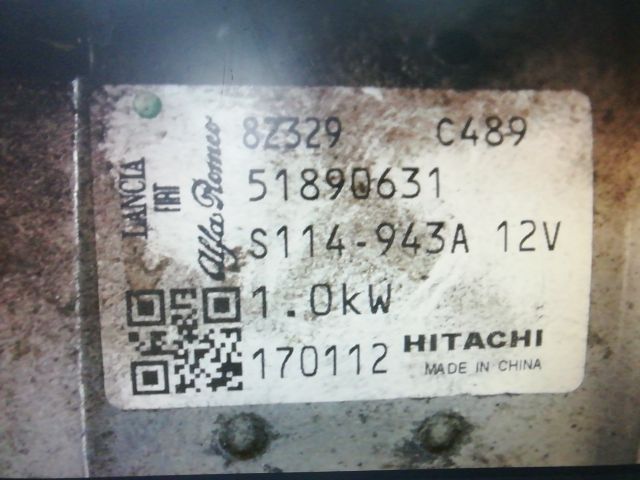 8Z329 C489
LANCIA
FIAT
Alfa Romeo
51890631
S114-943A 12V
1.0kW
170112 HITACHI
MADE IN CHINA